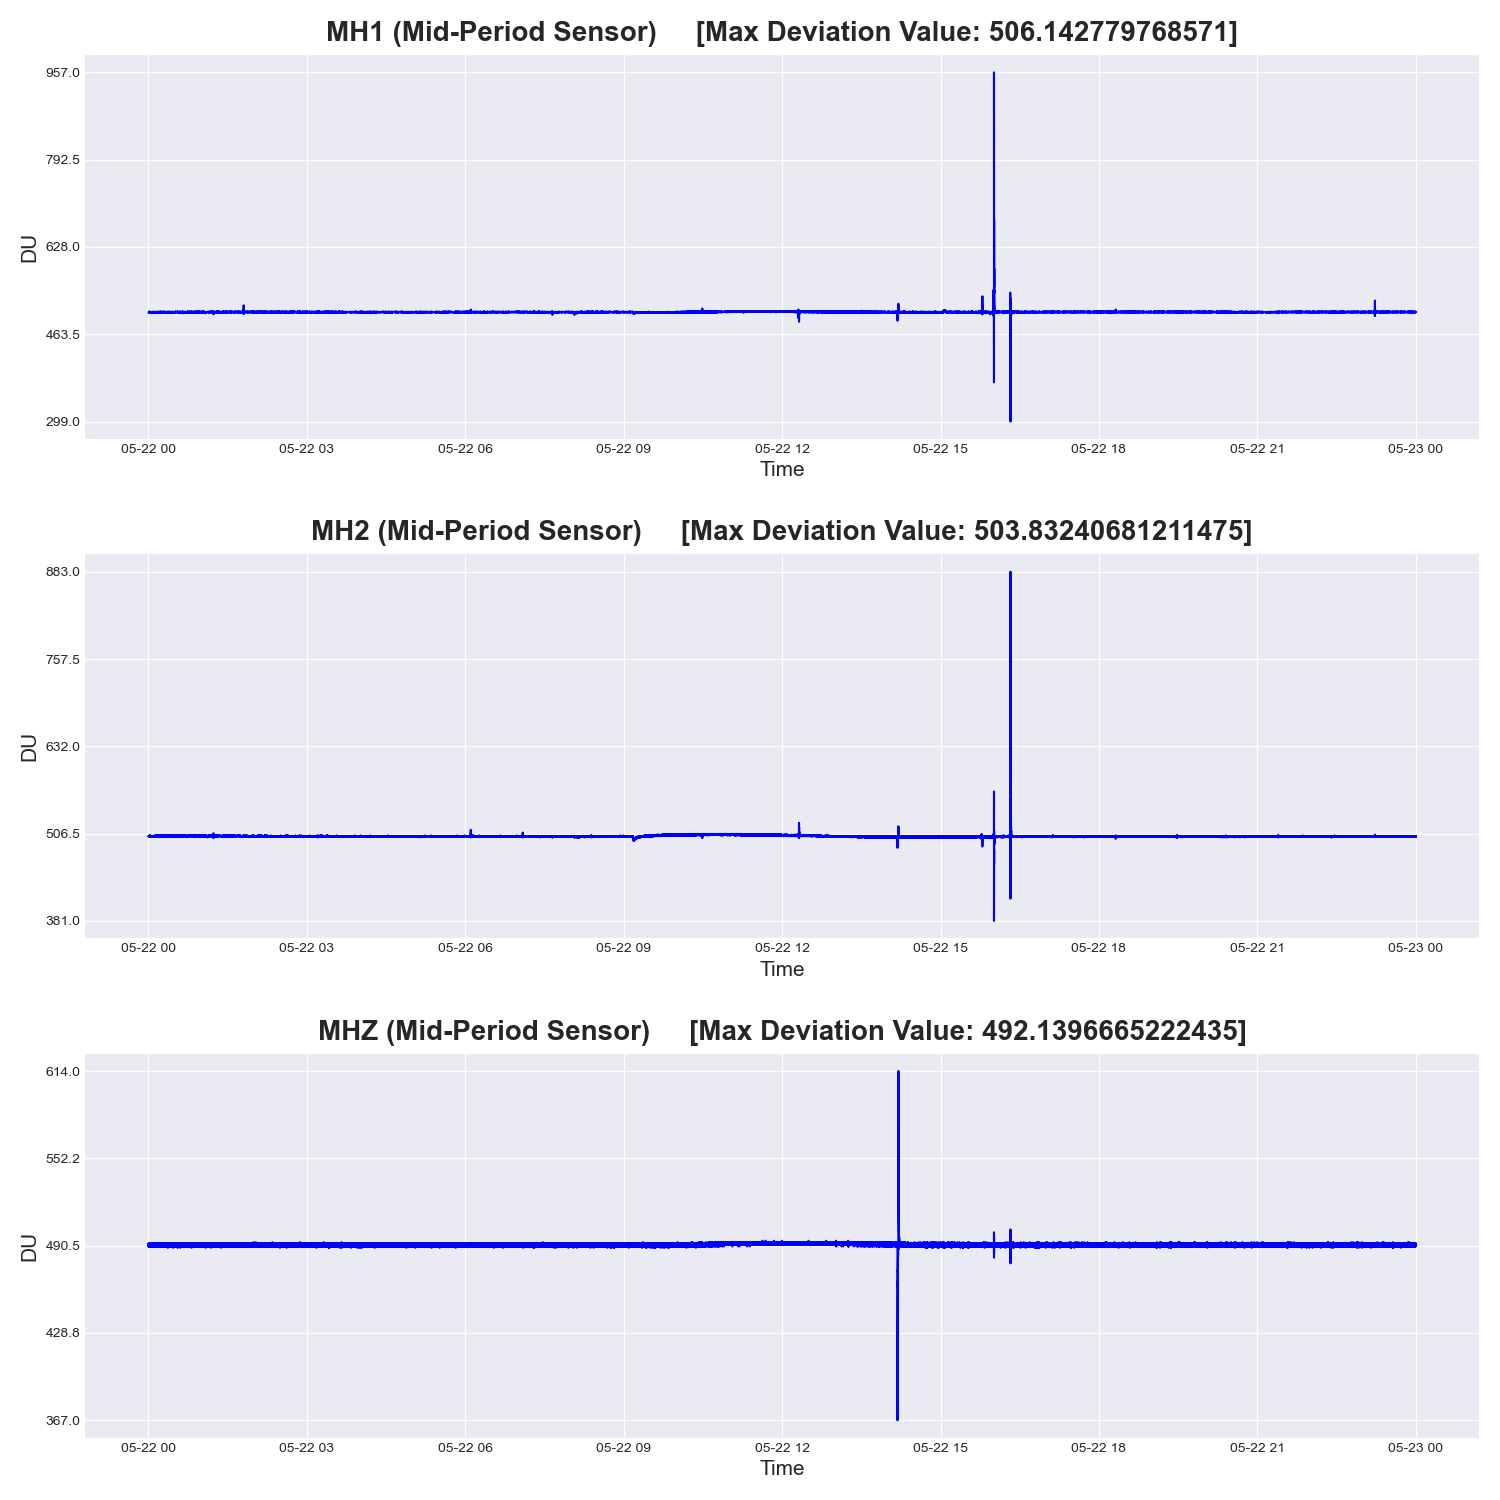 MH1 (Mid-Period Sensor) [Max Deviation Value: 506.142779768571]
957.0
792.5
628.0
463.5
299.0
DU
05-22 00 05-22 03 05-22 06 05-22 09 05-22 12 05-22 15 05-22 18 05-22 21 05-23 00
Time
MH2 (Mid-Period Sensor) [Max Deviation Value: 503.83240681211475]
883.0
757.5
632.0
506.5
381.0
DU
05-22 00 05-22 03 05-22 06 05-22 09 05-22 12 05-22 15 05-22 18 05-22 21 05-23 00
Time
MHZ (Mid-Period Sensor) [Max Deviation Value: 492.1396665222435]
614.0
552.2
490.5
428.8
367.0
DU
05-22 00 05-22 03 05-22 06 05-22 09 05-22 12 05-22 15 05-22 18 05-22 21 05-23 00
Time